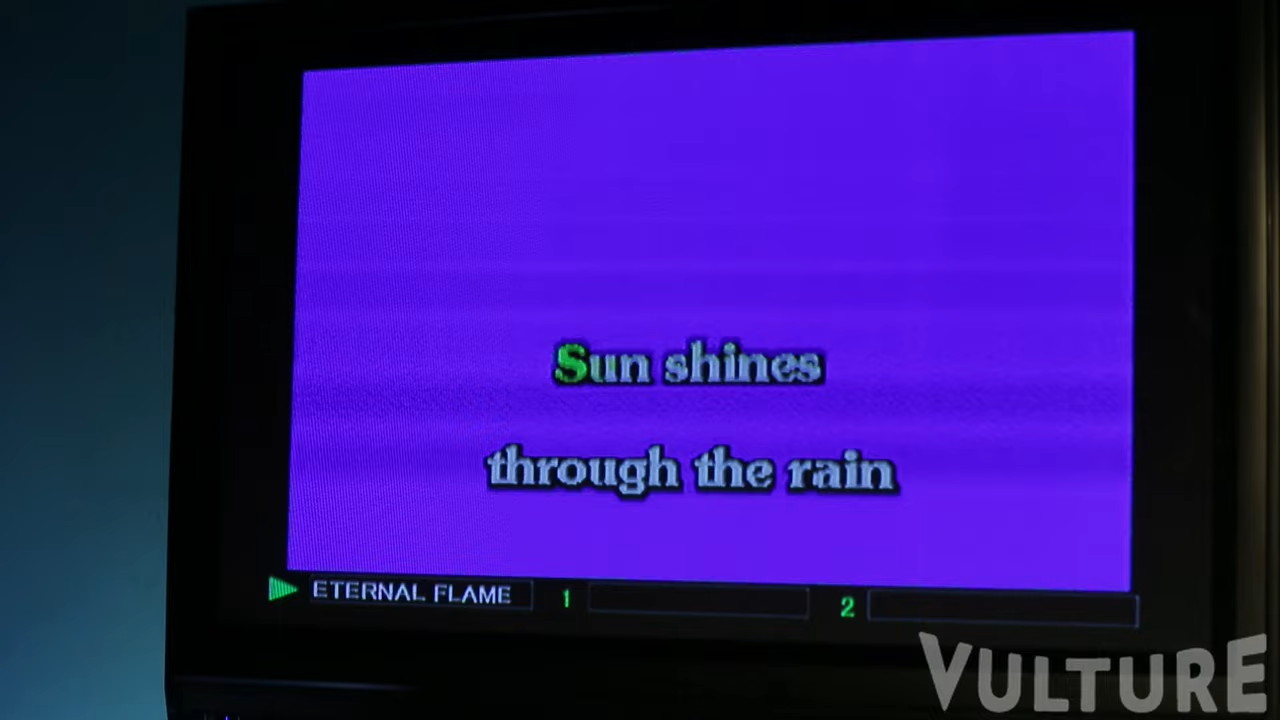 Sun shines
through the rain
ETERNAL FLAME 1 2
VULTURE